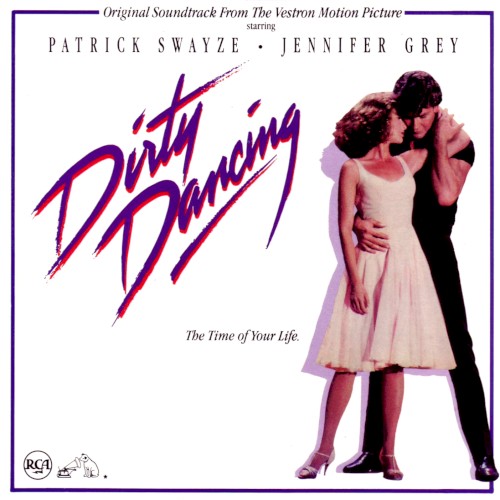 Original Soundtrack From The Vestron Motion Picture
starring
PATRICK SWAYZE • JENNIFER GREY
Dirty
Dancing
The Time of Your Life.
RCA